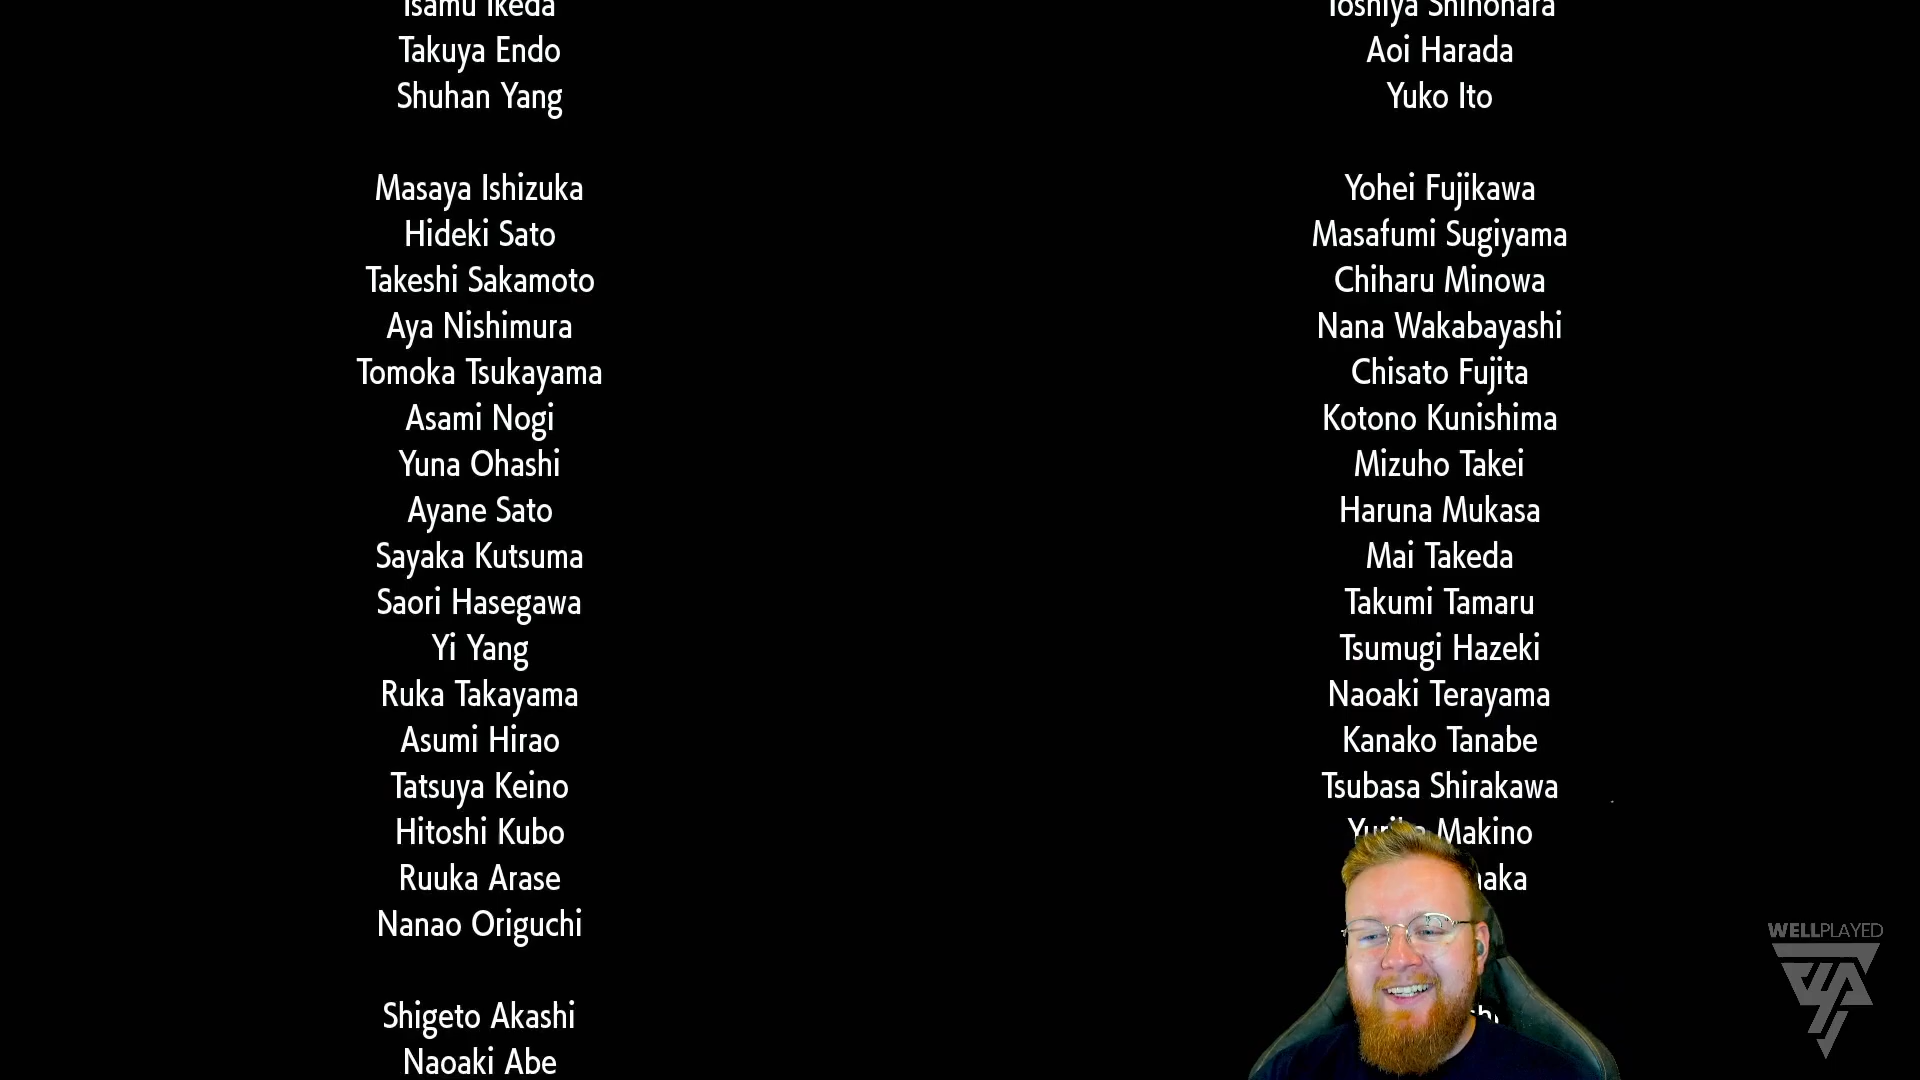 Isamu Ikeda
Takuya Endo
Shuhan Yang
Masaya Ishizuka
Hideki Sato
Takeshi Sakamoto
Aya Nishimura
Tomoka Tsukayama
Asami Nogi
Yuna Ohashi
Ayane Sato
Sayaka Kutsuma
Saori Hasegawa
Yi Yang
Ruka Takayama
Asumi Hirao
Tatsuya Keino
Hitoshi Kubo
Ruuka Arase
Nanao Origuchi
Shigeto Akashi
Naoaki Abe
Toshiya Shinohara
Aoi Harada
Yuko Ito
Yohei Fujikawa
Masafumi Sugiyama
Chiharu Minowa
Nana Wakabayashi
Chisato Fujita
Kotono Kunishima
Mizuho Takei
Haruna Mukasa
Mai Takeda
Takumi Tamaru
Tsumugi Hazeki
Naoaki Terayama
Kanako Tanabe
Tsubasa Shirakawa
Makino
WELLPLAYED